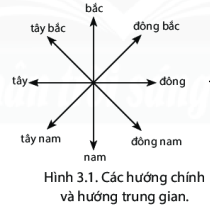 bắc
tây bắc
đông bắc
tây
đông
tây nam
đông nam
nam
Hình 3.1. Các hướng chính
và hướng trung gian.